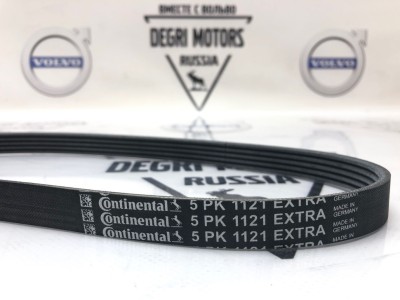 ВМЕСТЕ С ВОЛЬВО
DEGRI MOTORS
RUSSIA
VOLVO
VOLVO
DEGRI MOTORS
RUSSIA
Continental 5 PK 1121 EXTRA MADE IN GERMANY
Continental 5 PK 1121 EXTRA MADE IN GERMANY
Continental 5 PK 1121 EXTRA MADE IN